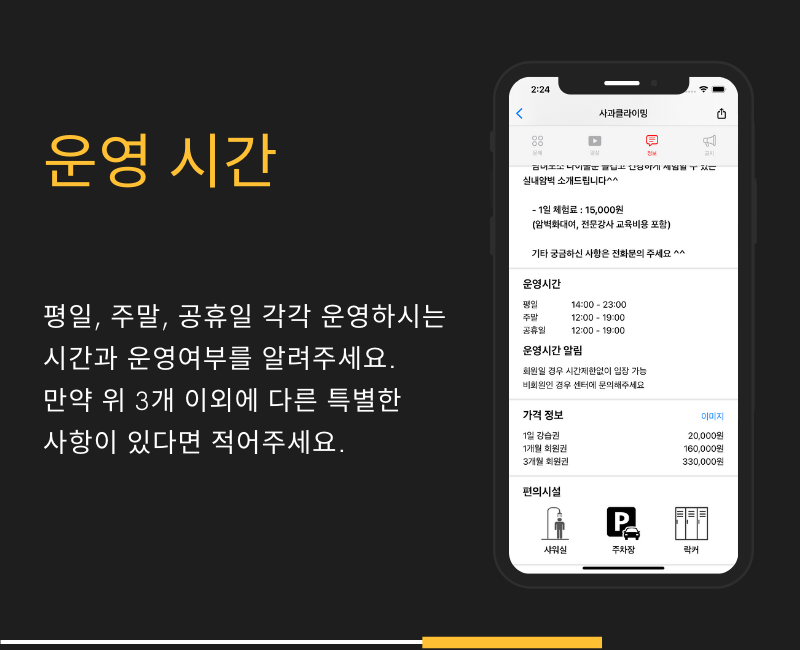 운영 시간
평일, 주말, 공휴일 각각 운영하시는
시간과 운영여부를 알려주세요.
만약 위 3개 이외에 다른 특별한
사항이 있다면 적어주세요.
2:24
사과클라이밍
정보
공지
실내암벽 소개드립니다^^
- 1일 체험료 : 15,000원
(암벽화대여, 전문강사 교육비용 포함)
기타 궁금하신 사항은 전화문의 주세요 ^^
운영시간
평일 14:00 - 23:00
주말 12:00 - 19:00
공휴일 12:00 - 19:00
운영시간 알림
회원일 경우 시간제한없이 입장 가능
비회원인 경우 센터에 문의해주세요
가격 정보 이미지
1일 강습권 20,000원
1개월 회원권 160,000원
3개월 회원권 330,000원
편의시설
P
샤워실 주차장 락커